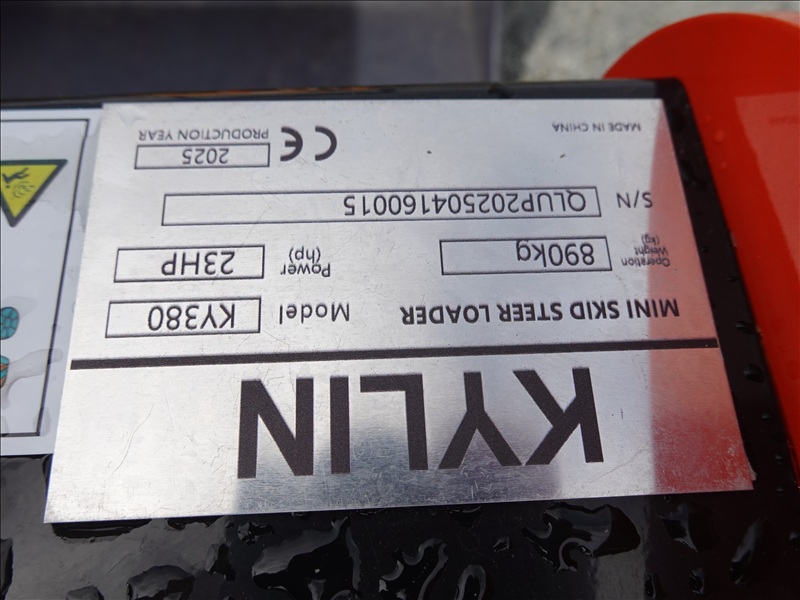 KYLIN
MINI SKID STEER LOADER Model KY380
Operation Weight (kg) 890kg Power (hp) 23HP
S/N QLUP202504160015
MADE IN CHINA CE PRODUCTION YEAR 2025